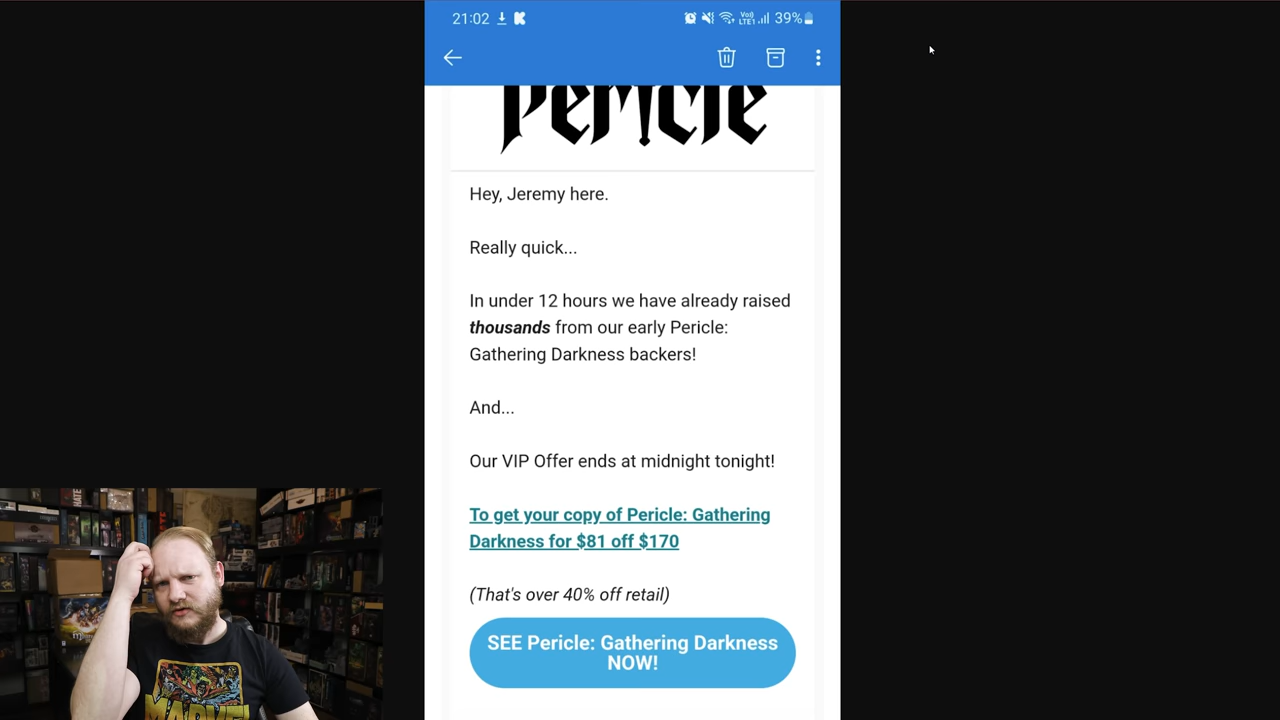 21:02
39%
Pericle
Hey, Jeremy here.
Really quick...
In under 12 hours we have already raised
thousands from our early Pericle:
Gathering Darkness backers!
And...
Our VIP Offer ends at midnight tonight!
To get your copy of Pericle: Gathering
Darkness for $81 off $170
(That's over 40% off retail)
SEE Pericle: Gathering Darkness
NOW!
MARVEL